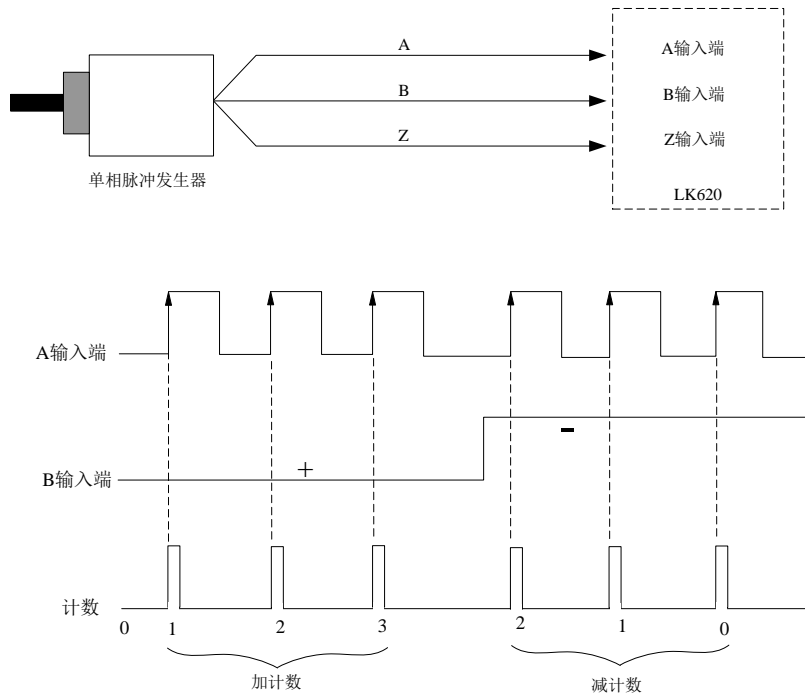 A
A输入端
B
B输入端
Z
Z输入端
单相脉冲发生器
LK620
A输入端
-
+
B输入端
计数
0 1 2 3 2 1 0
加计数 减计数